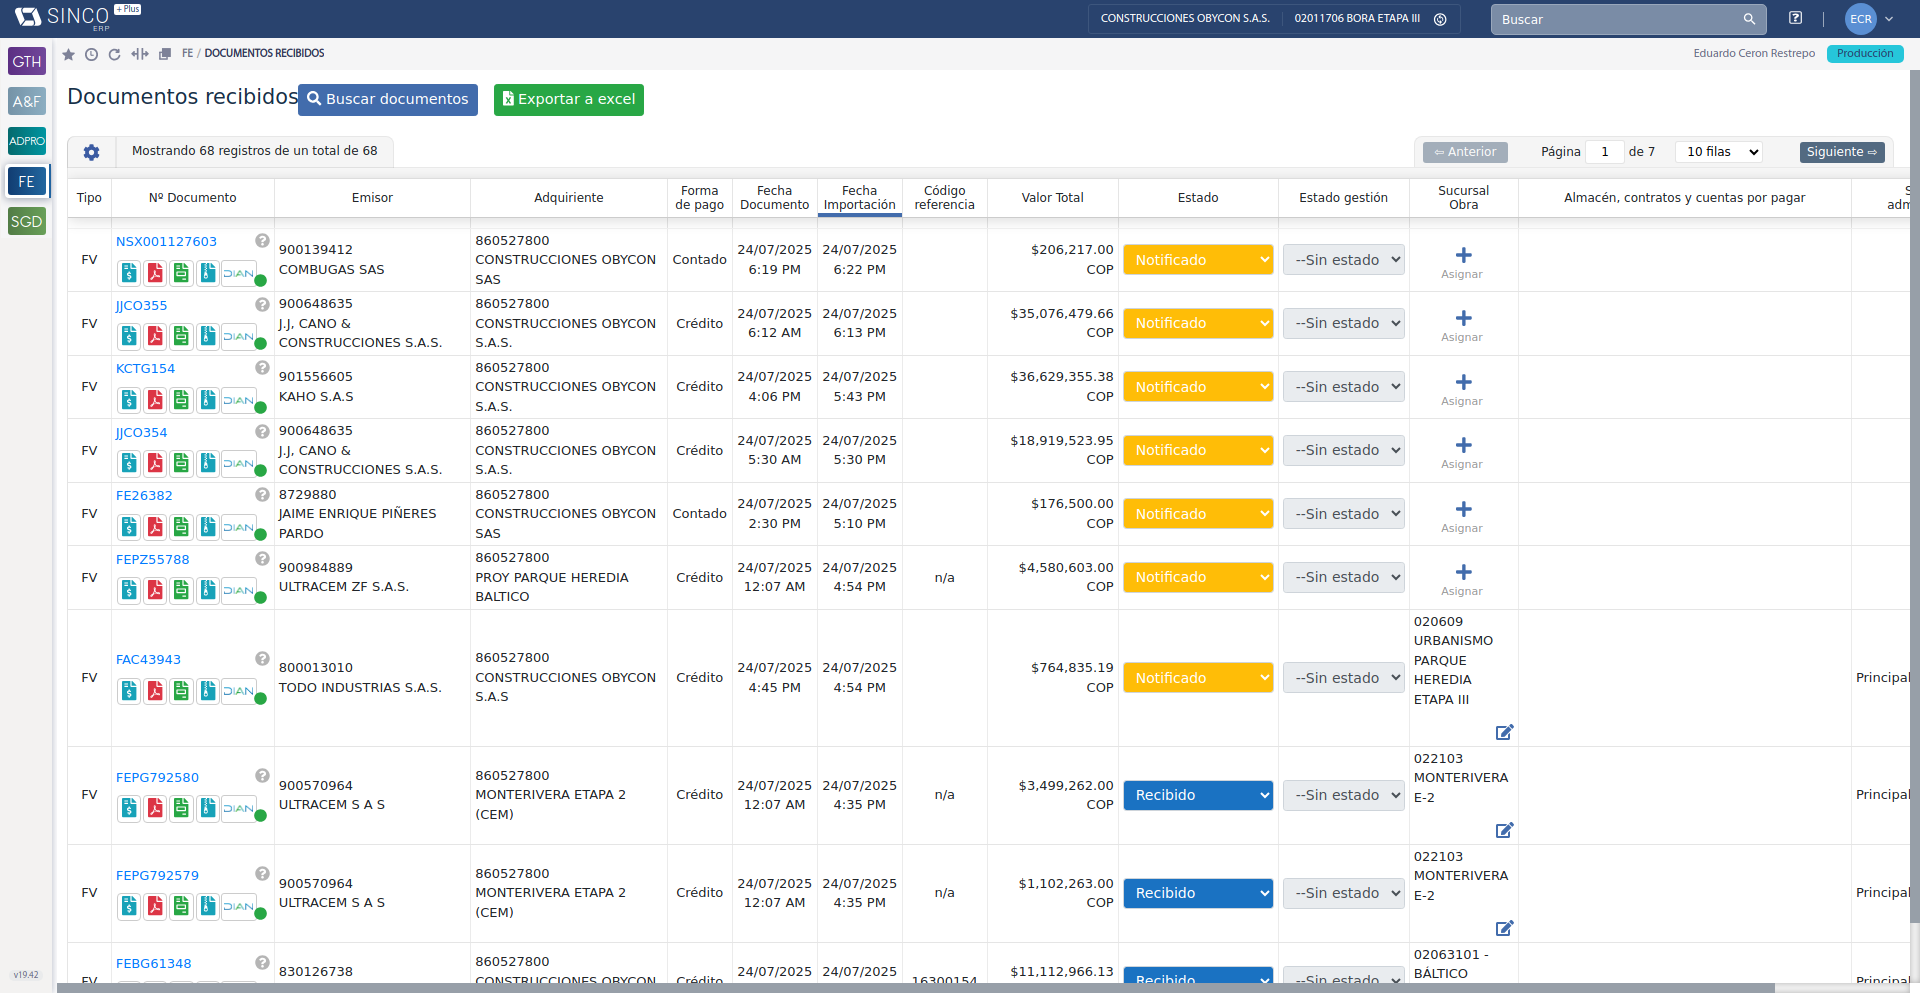 SINCO
ERP
+ Plus
CONSTRUCCIONES OBYCON S.A.S.
02011706 BORA ETAPA III
Buscar
ECR
GTH
A&F
ADPRO
FE
SGD
v19.42
FE / DOCUMENTOS RECIBIDOS
Eduardo Ceron Restrepo
Producción
Documentos recibidos
Buscar documentos
Exportar a excel
Mostrando 68 registros de un total de 68
⇐ Anterior
Página 1 de 7
10 filas
Siguiente ⇨
Tipo
Nº Documento
Emisor
Adquiriente
Forma de pago
Fecha Documento
Fecha Importación
Código referencia
Valor Total
Estado
Estado gestión
Sucursal Obra
Almacén, contratos y cuentas por pagar
FV
NSX001127603
DIAN
900139412
COMBUGAS SAS
860527800
CONSTRUCCIONES OBYCON
SAS
Contado
24/07/2025
6:19 PM
24/07/2025
6:22 PM
$206,217.00
COP
Notificado
--Sin estado
Asignar
FV
JJCO355
DIAN
900648635
J.J, CANO &
CONSTRUCCIONES S.A.S.
860527800
CONSTRUCCIONES OBYCON
S.A.S.
Crédito
24/07/2025
6:12 AM
24/07/2025
6:13 PM
$35,076,479.66
COP
Notificado
--Sin estado
Asignar
FV
KCTG154
DIAN
901556605
KAHO S.A.S
860527800
CONSTRUCCIONES OBYCON
S.A.S.
Crédito
24/07/2025
4:06 PM
24/07/2025
5:43 PM
$36,629,355.38
COP
Notificado
--Sin estado
Asignar
FV
JJCO354
DIAN
900648635
J.J, CANO &
CONSTRUCCIONES S.A.S.
860527800
CONSTRUCCIONES OBYCON
S.A.S.
Crédito
24/07/2025
5:30 AM
24/07/2025
5:30 PM
$18,919,523.95
COP
Notificado
--Sin estado
Asignar
FV
FE26382
DIAN
8729880
JAIME ENRIQUE PIÑERES
PARDO
860527800
CONSTRUCCIONES OBYCON
SAS
Contado
24/07/2025
2:30 PM
24/07/2025
5:10 PM
$176,500.00
COP
Notificado
--Sin estado
Asignar
FV
FEPZ55788
DIAN
900984889
ULTRACEM ZF S.A.S.
860527800
PROY PARQUE HEREDIA
BALTICO
Crédito
24/07/2025
12:07 AM
24/07/2025
4:54 PM
n/a
$4,580,603.00
COP
Notificado
--Sin estado
Asignar
FV
FAC43943
DIAN
800013010
TODO INDUSTRIAS S.A.S.
860527800
CONSTRUCCIONES OBYCON
S.A.S
Crédito
24/07/2025
4:45 PM
24/07/2025
4:54 PM
$764,835.19
COP
Notificado
--Sin estado
020609
URBANISMO
PARQUE
HEREDIA
ETAPA III
Principal
FV
FEPG792580
DIAN
900570964
ULTRACEM S A S
860527800
MONTERIVERA ETAPA 2
(CEM)
Crédito
24/07/2025
12:07 AM
24/07/2025
4:35 PM
n/a
$3,499,262.00
COP
Recibido
--Sin estado
022103
MONTERIVERA
E-2
Principal
FV
FEPG792579
DIAN
900570964
ULTRACEM S A S
860527800
MONTERIVERA ETAPA 2
(CEM)
Crédito
24/07/2025
12:07 AM
24/07/2025
4:35 PM
n/a
$1,102,263.00
COP
Recibido
--Sin estado
022103
MONTERIVERA
E-2
Principal
FV
FEBG61348
830126738
860527800
CONSTRUCCIONES OBYCON
Crédito
24/07/2025
24/07/2025
16300154
$11,112,966.13
Recibido
--Sin estado
02063101 -
BÁLTICO
Principal